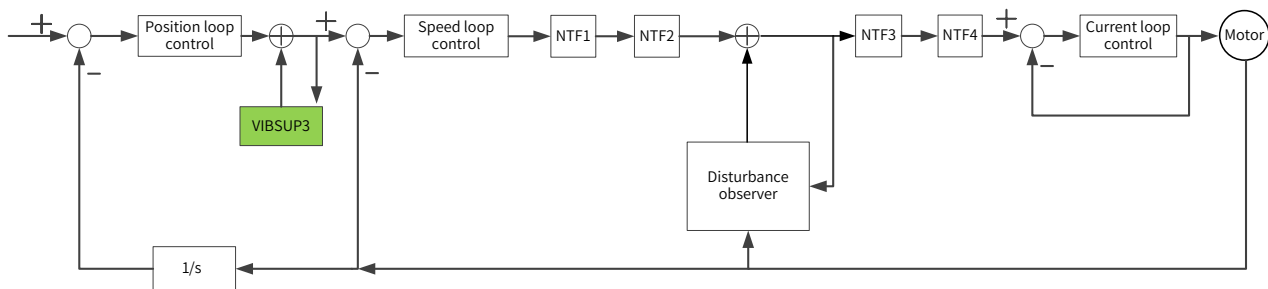 +
Position loop
control
+
Speed loop
control
NTF1
NTF2
NTF3
NTF4
+
Current loop
control
Motor
−
−
−
VIBSUP3
Disturbance
observer
1/s